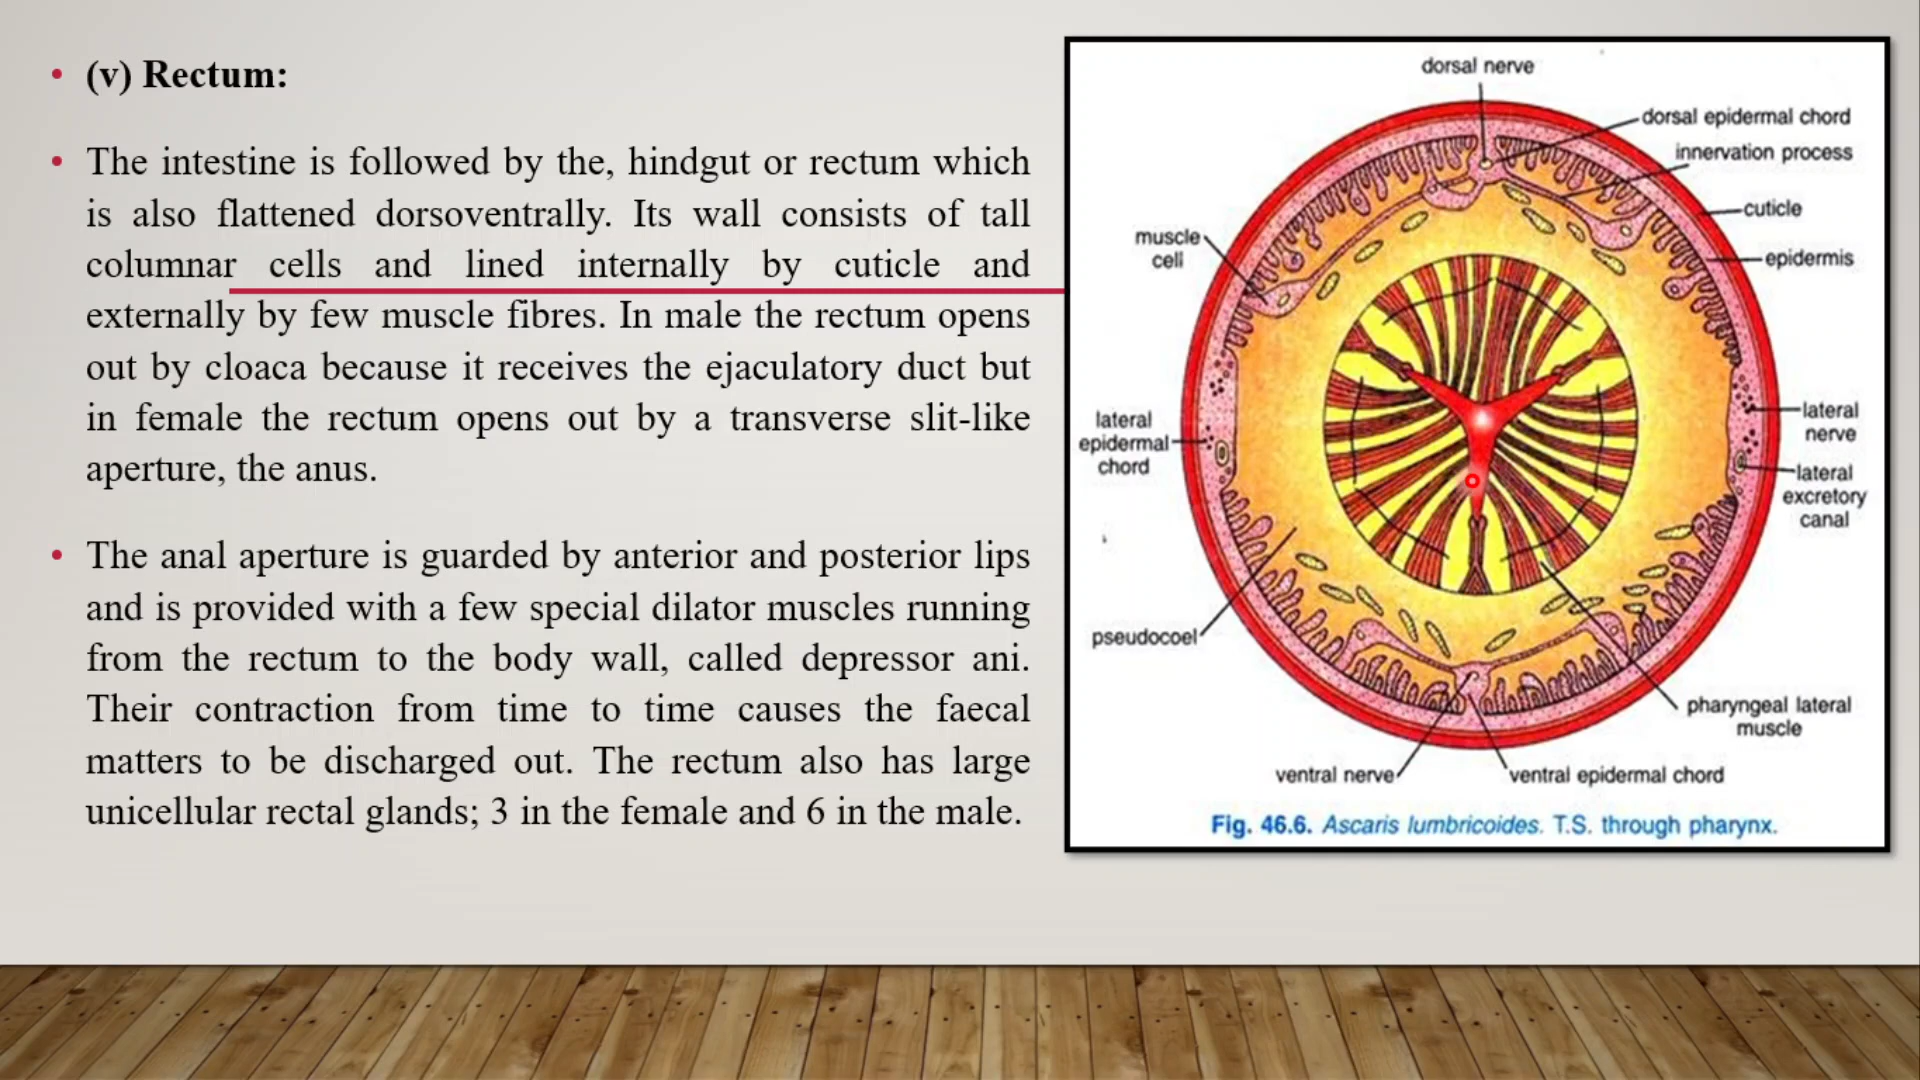 (v) Rectum:
The intestine is followed by the, hindgut or rectum which
is also flattened dorsoventrally. Its wall consists of tall
columnar cells and lined internally by cuticle and
externally by few muscle fibres. In male the rectum opens
out by cloaca because it receives the ejaculatory duct but
in female the rectum opens out by a transverse slit-like
aperture, the anus.
The anal aperture is guarded by anterior and posterior lips
and is provided with a few special dilator muscles running
from the rectum to the body wall, called depressor ani.
Their contraction from time to time causes the faecal
matters to be discharged out. The rectum also has large
unicellular rectal glands; 3 in the female and 6 in the male.
dorsal nerve
dorsal epidermal chord
innervation process
cuticle
epidermis
muscle
cell
lateral
epidermal
chord
lateral
nerve
lateral
excretory
canal
pseudocoel
pharyngeal lateral
muscle
ventral nerve
ventral epidermal chord
Fig. 46.6. Ascaris lumbricoides. T.S. through pharynx.